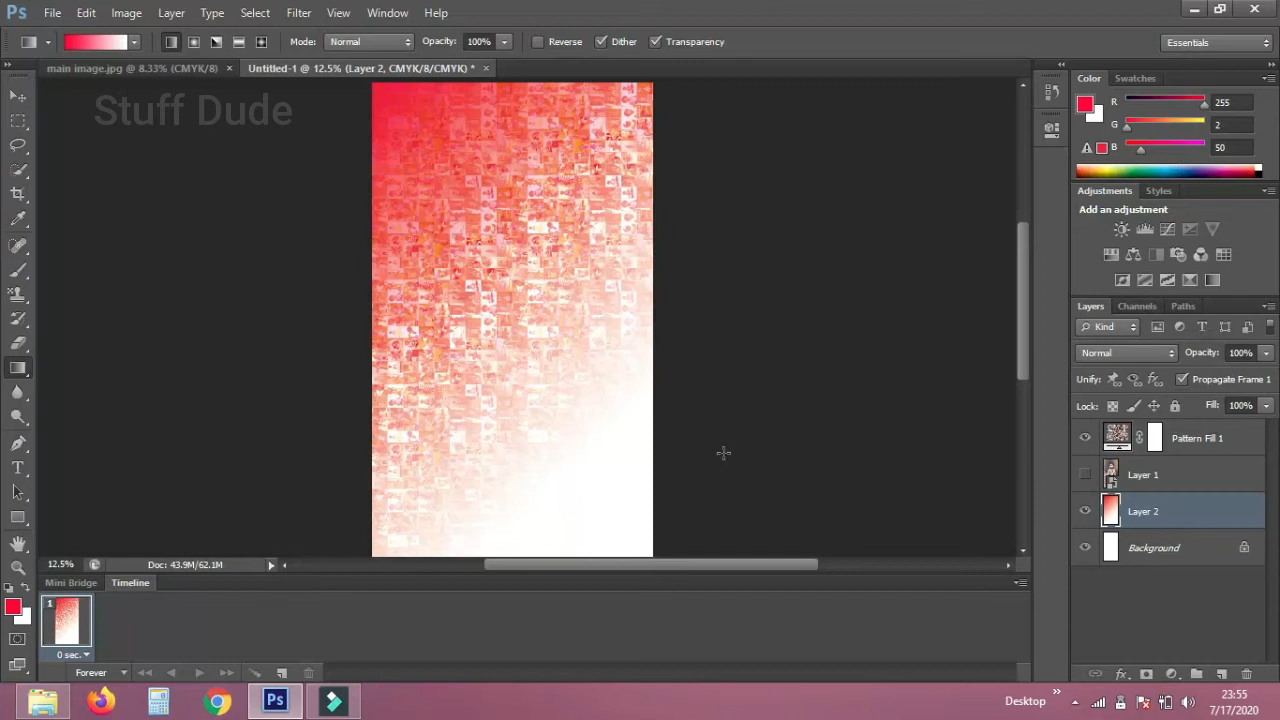 Ps File Edit Image Layer Type Select Filter 3D View Window Help
Mode: Normal Opacity: 100% Reverse Dither Transparency Essentials
main image.jpg @ 8.33% (CMYK/8) × Untitled-1 @ 12.5% (Layer 2, CMYK/8/CMYK) * ×
Stuff Dude
Color Swatches
R 255
G 2
B 50
Adjustments Styles
Add an adjustment
Layers Channels Paths
Kind
Normal Opacity: 100%
Unify: Propagate Frame 1
Lock: Fill: 100%
Pattern Fill 1
Layer 1
Layer 2
Background
12.5% Doc: 43.9M/62.1M
Mini Bridge Timeline
1
0 sec.
Forever
Ps Desktop 23:55
7/17/2020